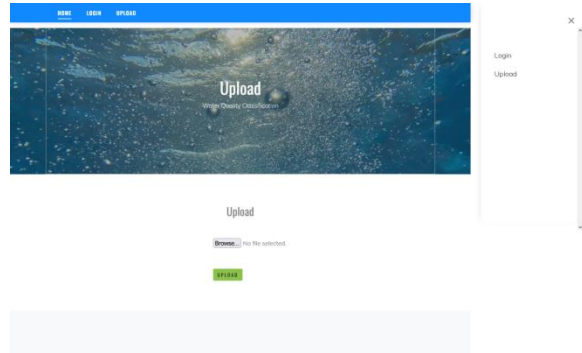 HOME LOGIN UPLOAD
Upload
Water Quality Classification
Upload
Browse... No file selected.
UPLOAD
×
Login
Upload